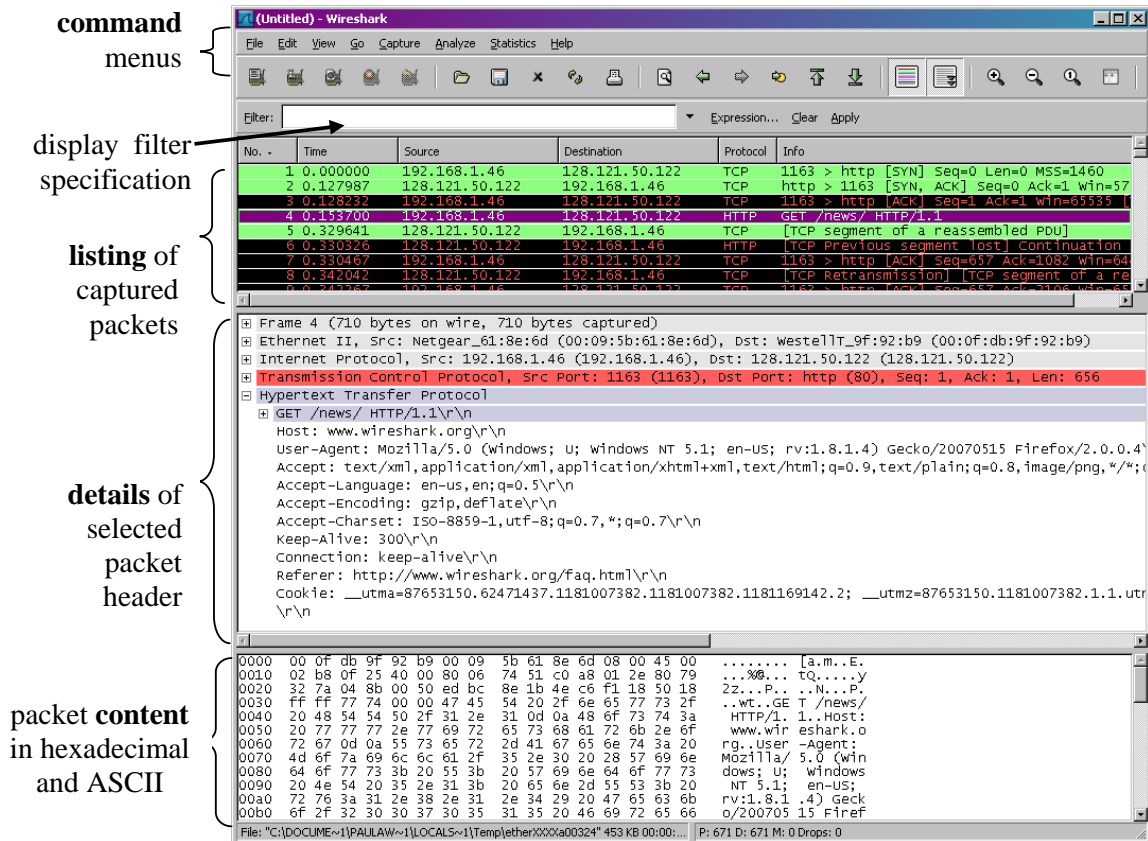 command
menus
display filter
specification
listing of
captured
packets
details of
selected
packet
header
packet content
in hexadecimal
and ASCII
(Untitled) - Wireshark
File Edit View Go Capture Analyze Statistics Help
Filter: Expression... Clear Apply
No. - Time Source Destination Protocol Info
1 0.000000 192.168.1.46 128.121.50.122 TCP 1163 > http [SYN] Seq=0 Len=0 MSS=1460
2 0.127987 128.121.50.122 192.168.1.46 TCP http > 1163 [SYN, ACK] Seq=0 Ack=1 Win=57
3 0.128232 192.168.1.46 128.121.50.122 TCP 1163 > http [ACK] Seq=1 Ack=1 Win=65535 [
4 0.153700 192.168.1.46 128.121.50.122 HTTP GET /news/ HTTP/1.1
5 0.329641 128.121.50.122 192.168.1.46 TCP [TCP segment of a reassembled PDU]
6 0.330326 128.121.50.122 192.168.1.46 HTTP [TCP Previous segment lost] Continuation
7 0.330467 192.168.1.46 128.121.50.122 TCP 1163 > http [ACK] Seq=657 Ack=1082 Win=64
8 0.342042 128.121.50.122 192.168.1.46 TCP [TCP Retransmission] [TCP segment of a re
9 0.342267 192.168.1.46 128.121.50.122 TCP 1163 > http [ACK] Seq=657 Ack=2106 Win=65
Frame 4 (710 bytes on wire, 710 bytes captured)
Ethernet II, Src: Netgear_61:8e:6d (00:09:5b:61:8e:6d), Dst: WestellT_9f:92:b9 (00:0f:db:9f:92:b9)
Internet Protocol, Src: 192.168.1.46 (192.168.1.46), Dst: 128.121.50.122 (128.121.50.122)
Transmission Control Protocol, Src Port: 1163 (1163), Dst Port: http (80), Seq: 1, Ack: 1, Len: 656
Hypertext Transfer Protocol
GET /news/ HTTP/1.1\r\n
Host: www.wireshark.org\r\n
User-Agent: Mozilla/5.0 (Windows; U; Windows NT 5.1; en-US; rv:1.8.1.4) Gecko/20070515 Firefox/2.0.0.4\
Accept: text/xml,application/xml,application/xhtml+xml,text/html;q=0.9,text/plain;q=0.8,image/png,*/*;
Accept-Language: en-us,en;q=0.5\r\n
Accept-Encoding: gzip,deflate\r\n
Accept-Charset: ISO-8859-1,utf-8;q=0.7,*;q=0.7\r\n
Keep-Alive: 300\r\n
Connection: keep-alive\r\n
Referer: http://www.wireshark.org/faq.html\r\n
Cookie: __utma=87653150.62471437.1181007382.1181007382.1181169142.2; __utmz=87653150.1181007382.1.1.utm
\r\n
0000 00 0f db 9f 92 b9 00 09 5b 61 8e 6d 08 00 45 00 ........ [a.m..E.
0010 02 b8 0f 25 40 00 80 06 74 51 c0 a8 01 2e 80 79 ...%@... tQ.....y
0020 32 7a 04 8b 00 50 ed bc 8e 1b 4e c6 f1 18 50 18 2z...P.. ..N...P.
0030 ff ff 77 74 00 00 47 45 54 20 2f 6e 65 77 73 2f ..wt..GE T /news/
0040 20 48 54 54 50 2f 31 2e 31 0d 0a 48 6f 73 74 3a HTTP/1. 1..Host:
0050 20 77 77 77 2e 77 69 72 65 73 68 61 72 6b 2e 6f www.wir eshark.o
0060 72 67 0d 0a 55 73 65 72 2d 41 67 65 6e 74 3a 20 rg..User -Agent:
0070 4d 6f 7a 69 6c 6c 61 2f 35 2e 30 20 28 57 69 6e Mozilla/ 5.0 (Win
0080 64 6f 77 73 3b 20 55 3b 20 57 69 6e 64 6f 77 73 dows; U; Windows
0090 20 4e 54 20 35 2e 31 3b 20 65 6e 2d 55 53 3b 20 NT 5.1; en-US;
00a0 72 76 3a 31 2e 38 2e 31 2e 34 29 20 47 65 63 6b rv:1.8.1 .4) Geck
00b0 6f 2f 32 30 30 37 30 35 31 35 20 46 69 72 65 66 o/200705 15 Firef
File: "C:\DOCUME~1\PAULAW~1\LOCALS~1\Temp\etherXXXXa00324" 453 KB 00:00:... P: 671 D: 671 M: 0 Drops: 0